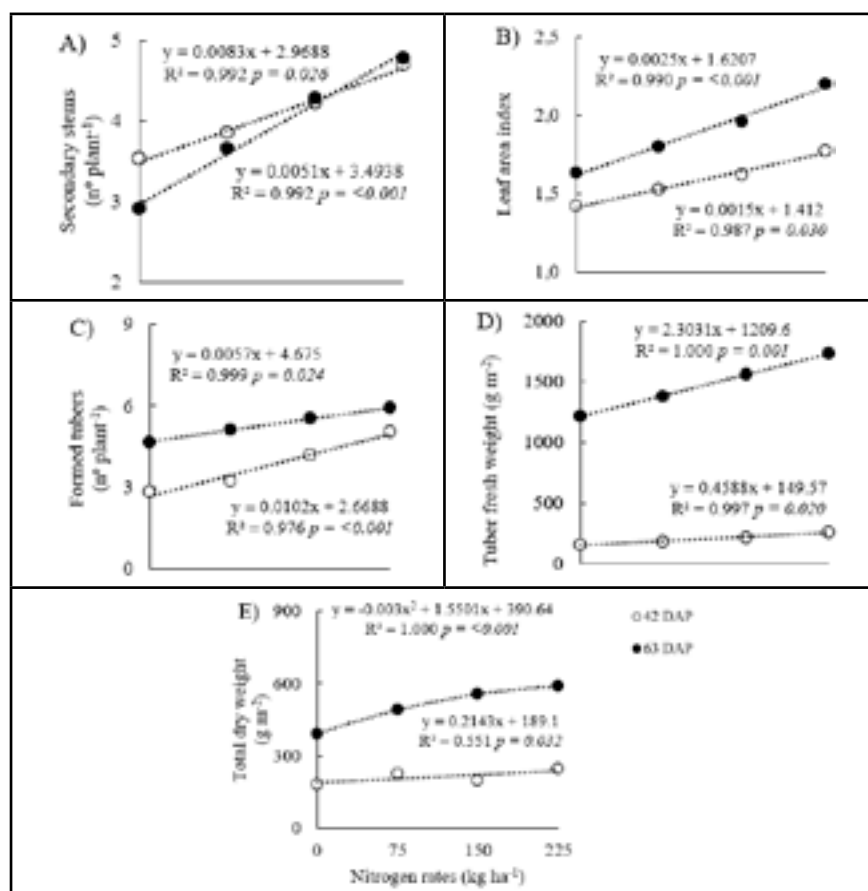 A)
y = 0.0083x + 2.9688
R² = 0.992 p = 0.026
y = 0.0051x + 3.4938
R² = 0.992 p = <0.001
Secondary stems
(nº plant⁻¹)
5
4
3
2
B)
y = 0.0025x + 1.6207
R² = 0.990 p = <0.001
y = 0.0015x + 1.412
R² = 0.987 p = 0.030
Leaf area index
2,5
2,0
1,5
1,0
C)
y = 0.0057x + 4.675
R² = 0.999 p = 0.024
y = 0.0102x + 2.6688
R² = 0.976 p = <0.001
Formed tubers
(nº plant⁻¹)
9
6
3
0
D)
y = 2.3031x + 1209.6
R² = 1.000 p = 0.001
y = 0.4588x + 149.57
R² = 0.997 p = 0.020
Tuber fresh weight (g m⁻²)
2000
1500
1000
500
0
E)
y = -0.003x² + 1.5501x + 390.64
R² = 1.000 p = <0.001
y = 0.2143x + 189.1
R² = 0.551 p = 0.032
Total dry weight
(g m⁻²)
900
600
300
0
0 75 150 225
Nitrogen rates (kg ha⁻¹)
42 DAP
63 DAP